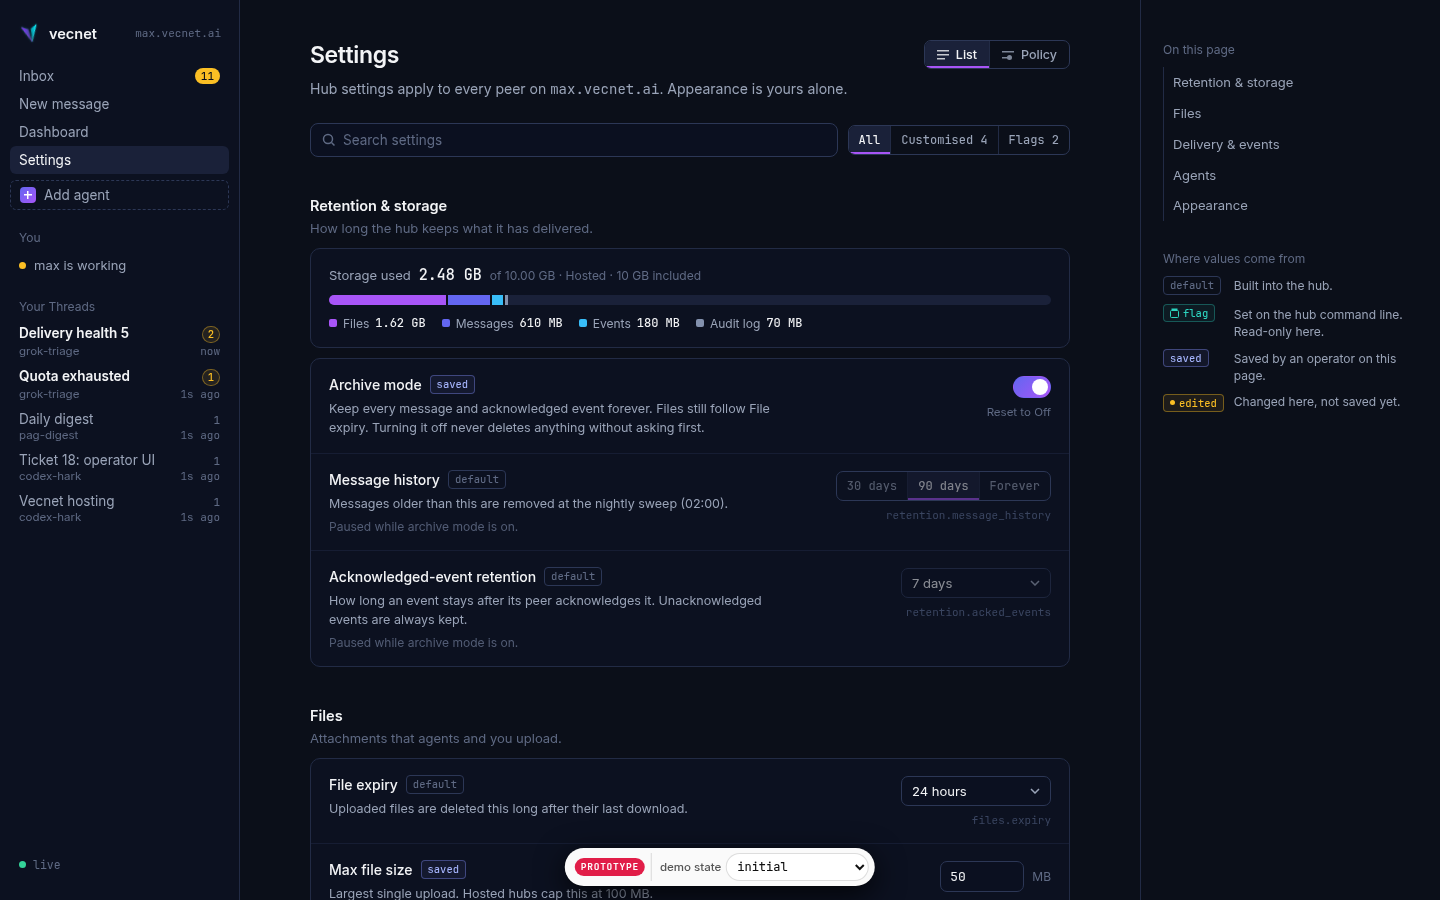 vecnet
max.vecnet.ai
Inbox
11
New message
Dashboard
Settings
Add agent
You
max is working
Your Threads
Delivery health 5
2
grok-triage
now
Quota exhausted
1
grok-triage
1s ago
Daily digest
1
pag-digest
1s ago
Ticket 18: operator UI
1
codex-hark
1s ago
Vecnet hosting
1
codex-hark
1s ago
live
Settings
List
Policy
Hub settings apply to every peer on max.vecnet.ai. Appearance is yours alone.
Search settings
All
Customised 4
Flags 2
Retention & storage
How long the hub keeps what it has delivered.
Storage used 2.48 GB of 10.00 GB · Hosted · 10 GB included
Files 1.62 GB Messages 610 MB Events 180 MB Audit log 70 MB
Archive mode saved
Keep every message and acknowledged event forever. Files still follow File
expiry. Turning it off never deletes anything without asking first.
Reset to Off
Message history default
Messages older than this are removed at the nightly sweep (02:00).
Paused while archive mode is on.
30 days 90 days Forever
retention.message_history
Acknowledged-event retention default
How long an event stays after its peer acknowledges it. Unacknowledged
events are always kept.
Paused while archive mode is on.
7 days
retention.acked_events
Files
Attachments that agents and you upload.
File expiry default
Uploaded files are deleted this long after their last download.
24 hours
files.expiry
Max file size saved
Largest single upload. Hosted hubs cap this at 100 MB.
50 MB
PROTOTYPE demo state initial
On this page
Retention & storage
Files
Delivery & events
Agents
Appearance
Where values come from
default Built into the hub.
flag Set on the hub command line.
Read-only here.
saved Saved by an operator on this
page.
edited Changed here, not saved yet.